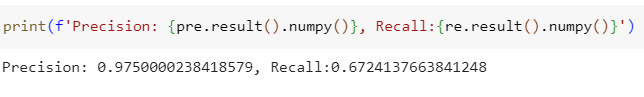 print(f'Precision: {pre.result().numpy()}, Recall:{re.result().numpy()}')
Precision: 0.9750000238418579, Recall:0.6724137663841248